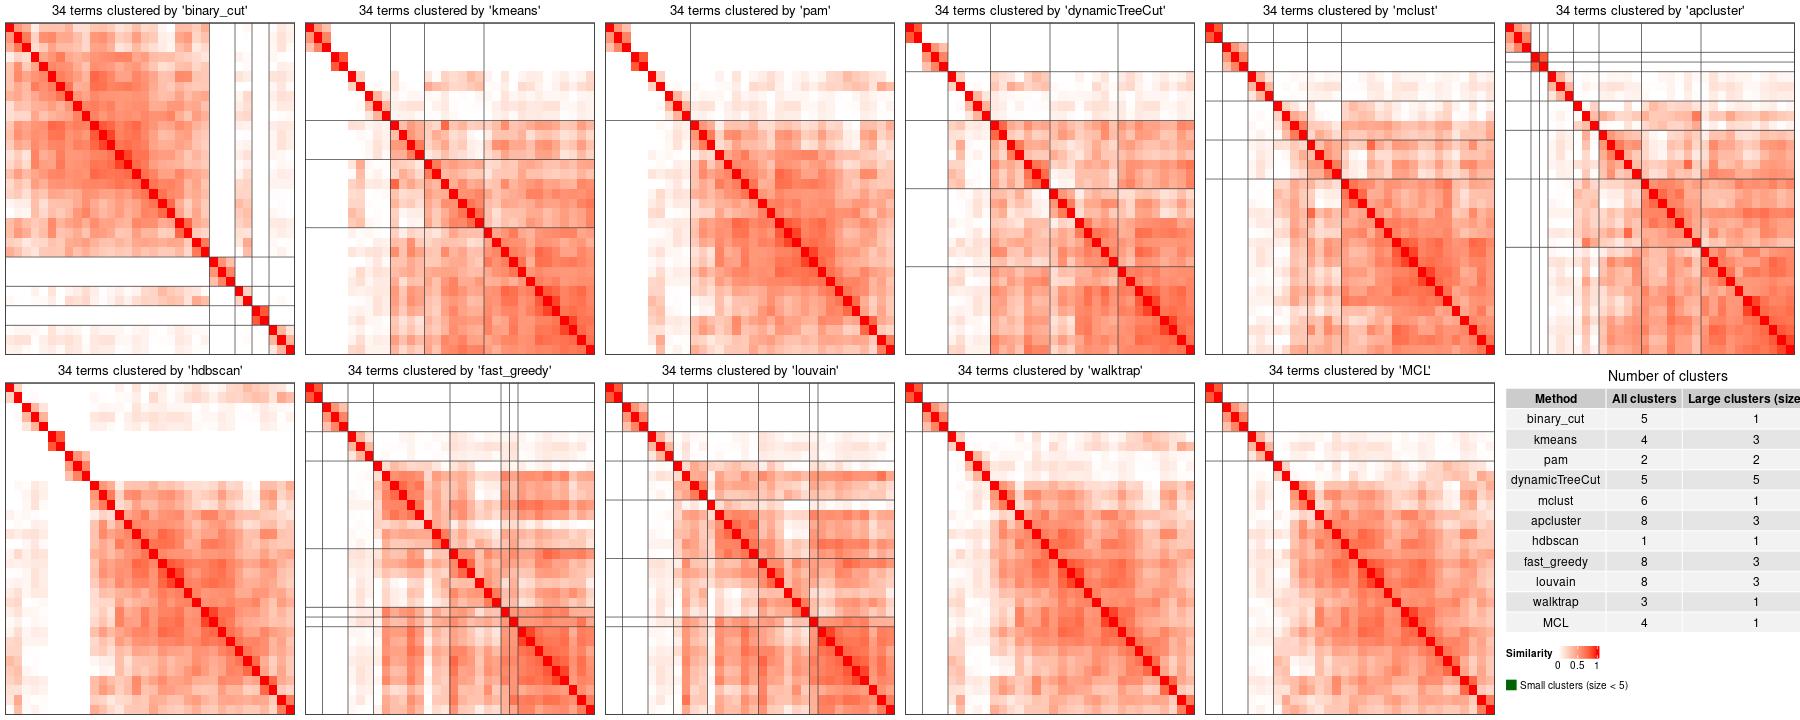 34 terms clustered by 'binary_cut'
34 terms clustered by 'kmeans'
34 terms clustered by 'pam'
34 terms clustered by 'dynamicTreeCut'
34 terms clustered by 'mclust'
34 terms clustered by 'apcluster'
34 terms clustered by 'hdbscan'
34 terms clustered by 'fast_greedy'
34 terms clustered by 'louvain'
34 terms clustered by 'walktrap'
34 terms clustered by 'MCL'
Number of clusters
Method All clusters Large clusters (size
binary_cut 5 1
kmeans 4 3
pam 2 2
dynamicTreeCut 5 5
mclust 6 1
apcluster 8 3
hdbscan 1 1
fast_greedy 8 3
louvain 8 3
walktrap 3 1
MCL 4 1
Similarity
0 0.5 1
Small clusters (size < 5)